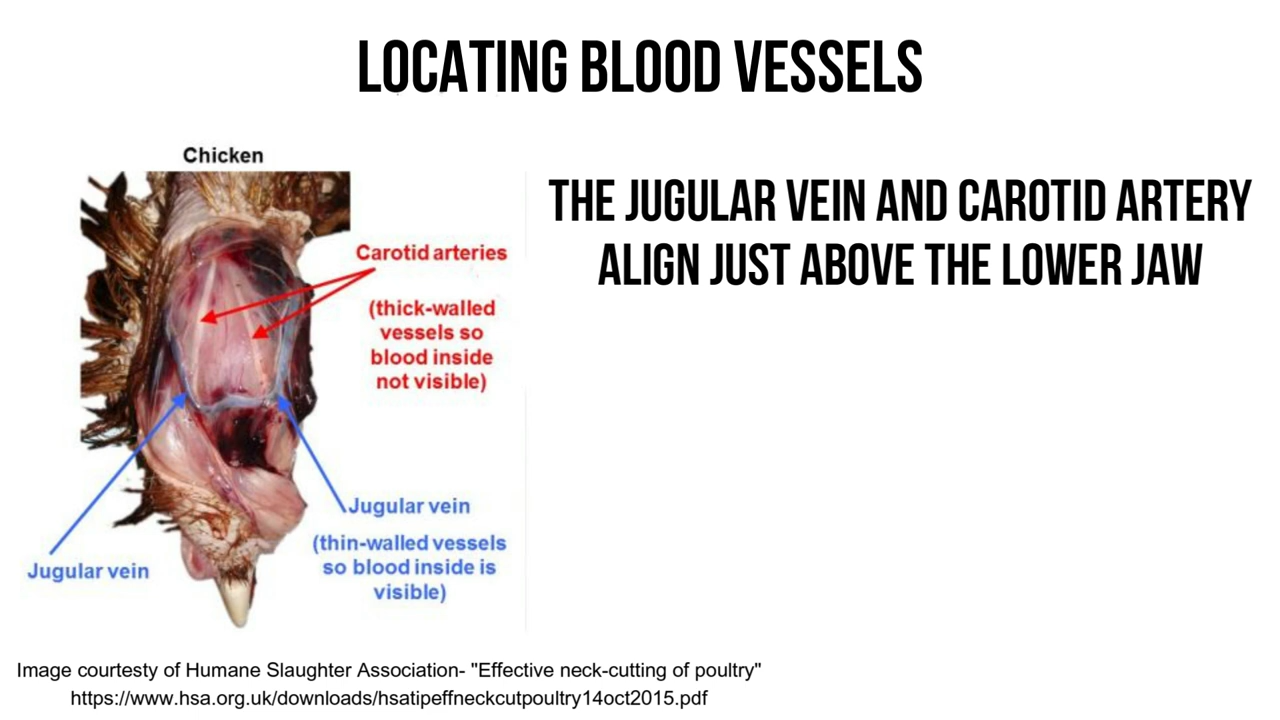 LOCATING BLOOD VESSELS
Chicken
Carotid arteries
(thick-walled
vessels so
blood inside
not visible)
Jugular vein
(thin-walled vessels
so blood inside is
visible)
Jugular vein
THE JUGULAR VEIN AND CAROTID ARTERY
ALIGN JUST ABOVE THE LOWER JAW
Image courtesty of Humane Slaughter Association- "Effective neck-cutting of poultry"
https://www.hsa.org.uk/downloads/hsatipeffneckcutpoultry14oct2015.pdf